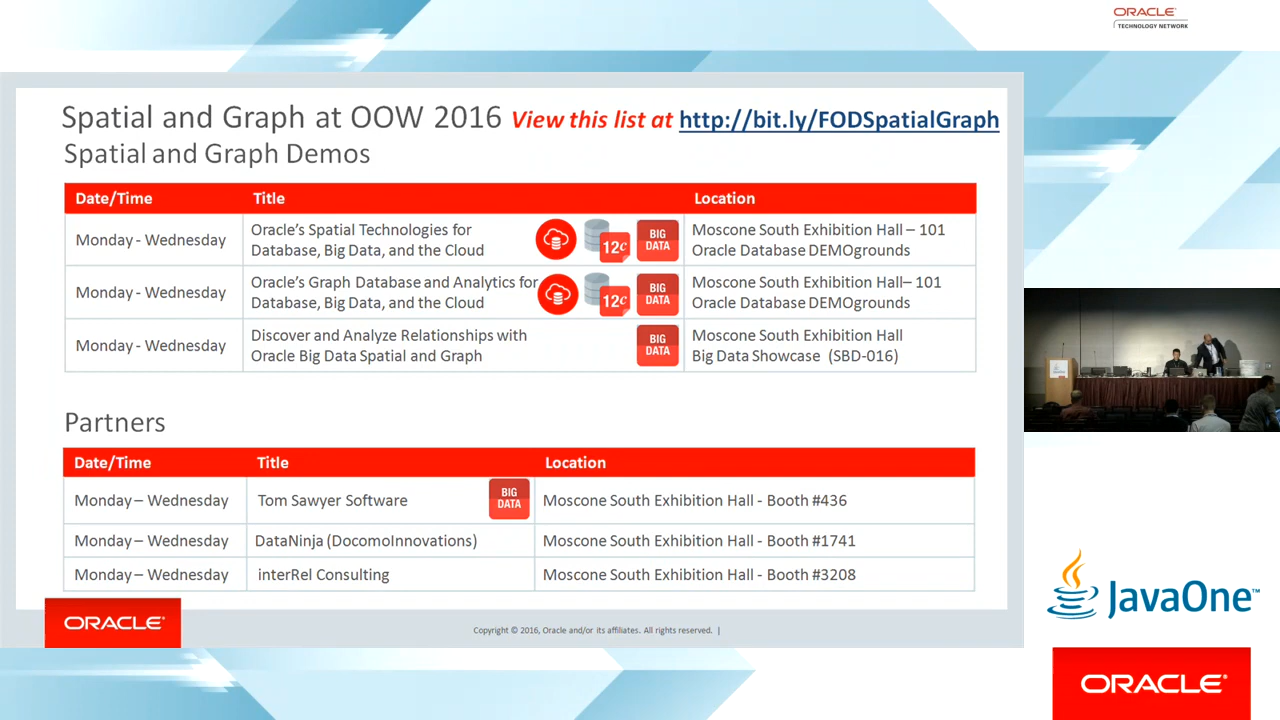 ORACLE
TECHNOLOGY NETWORK
Spatial and Graph at OOW 2016 View this list at http://bit.ly/FODSpatialGraph
Spatial and Graph Demos
Date/Time Title Location
Monday - Wednesday
Oracle's Spatial Technologies for
Database, Big Data, and the Cloud
12c
BIG
DATA
Moscone South Exhibition Hall – 101
Oracle Database DEMOgrounds
Monday - Wednesday
Oracle's Graph Database and Analytics for
Database, Big Data, and the Cloud
12c
BIG
DATA
Moscone South Exhibition Hall– 101
Oracle Database DEMOgrounds
Monday - Wednesday
Discover and Analyze Relationships with
Oracle Big Data Spatial and Graph
BIG
DATA
Moscone South Exhibition Hall
Big Data Showcase (SBD-016)
Partners
Date/Time Title Location
Monday – Wednesday Tom Sawyer Software
BIG
DATA
Moscone South Exhibition Hall - Booth #436
Monday – Wednesday DataNinja (DocomoInnovations) Moscone South Exhibition Hall - Booth #1741
Monday – Wednesday interRel Consulting Moscone South Exhibition Hall - Booth #3208
ORACLE®
Copyright © 2016, Oracle and/or its affiliates. All rights reserved. |
JavaOne™
ORACLE®